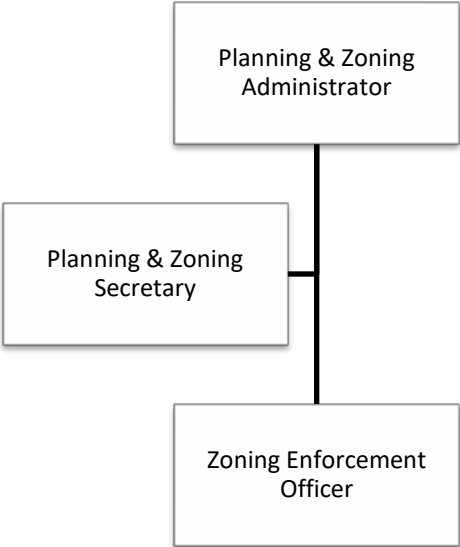 Planning & Zoning
Administrator
Planning & Zoning
Secretary
Zoning Enforcement
Officer